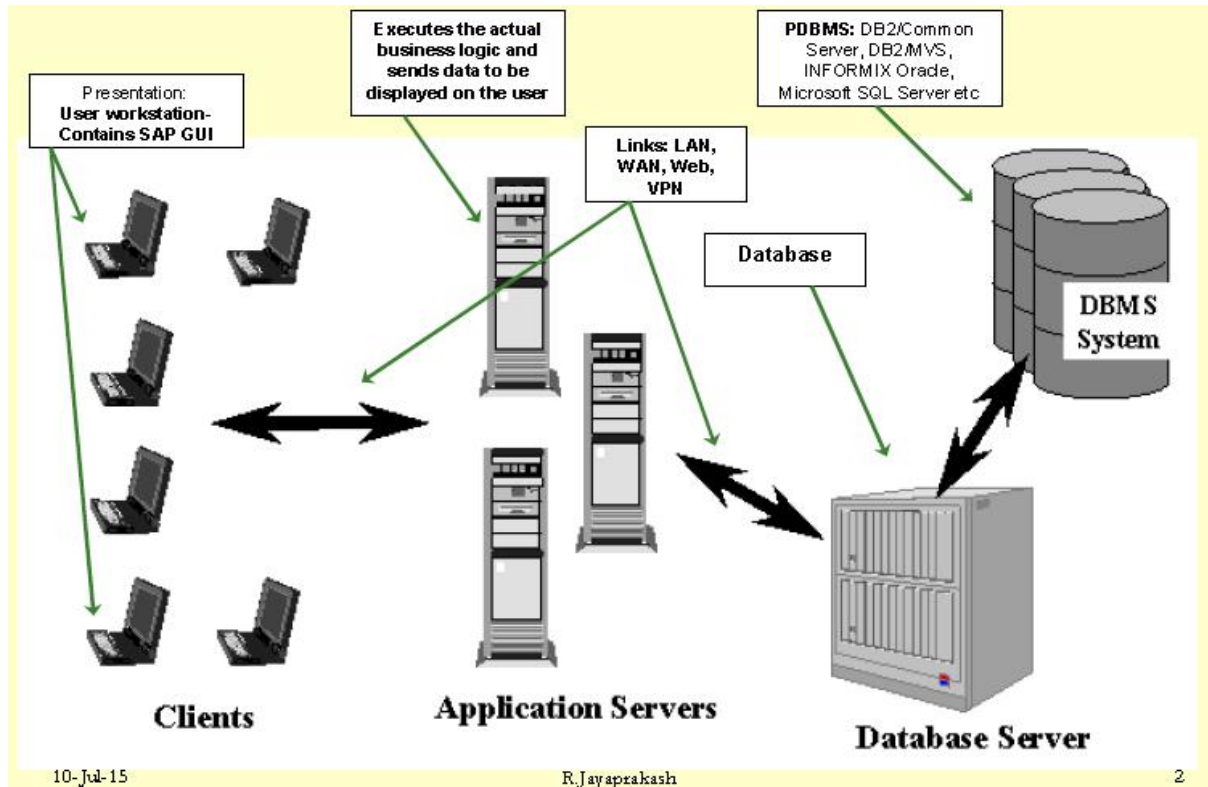 Executes the actual
business logic and
sends data to be
displayed on the user
PDBMS: DB2/Common
Server, DB2/MVS,
INFORMIX Oracle,
Microsoft SQL Server etc
Presentation:
User workstation-
Contains SAP GUI
Links: LAN,
WAN, Web,
VPN
Database
DBMS
System
Clients
Application Servers
Database Server
10-Jul-15
R.Jayaprakash
2